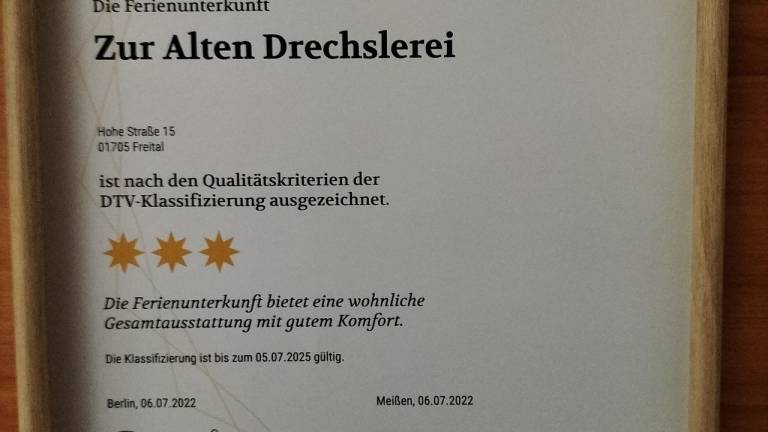 Die Ferienunterkunft
Zur Alten Drechslerei
Hohe Straße 15
01705 Freital
ist nach den Qualitätskriterien der
DTV-Klassifizierung ausgezeichnet.
Die Ferienunterkunft bietet eine wohnliche
Gesamtausstattung mit gutem Komfort.
Die Klassifizierung ist bis zum 05.07.2025 gültig.
Berlin, 06.07.2022
Meißen, 06.07.2022